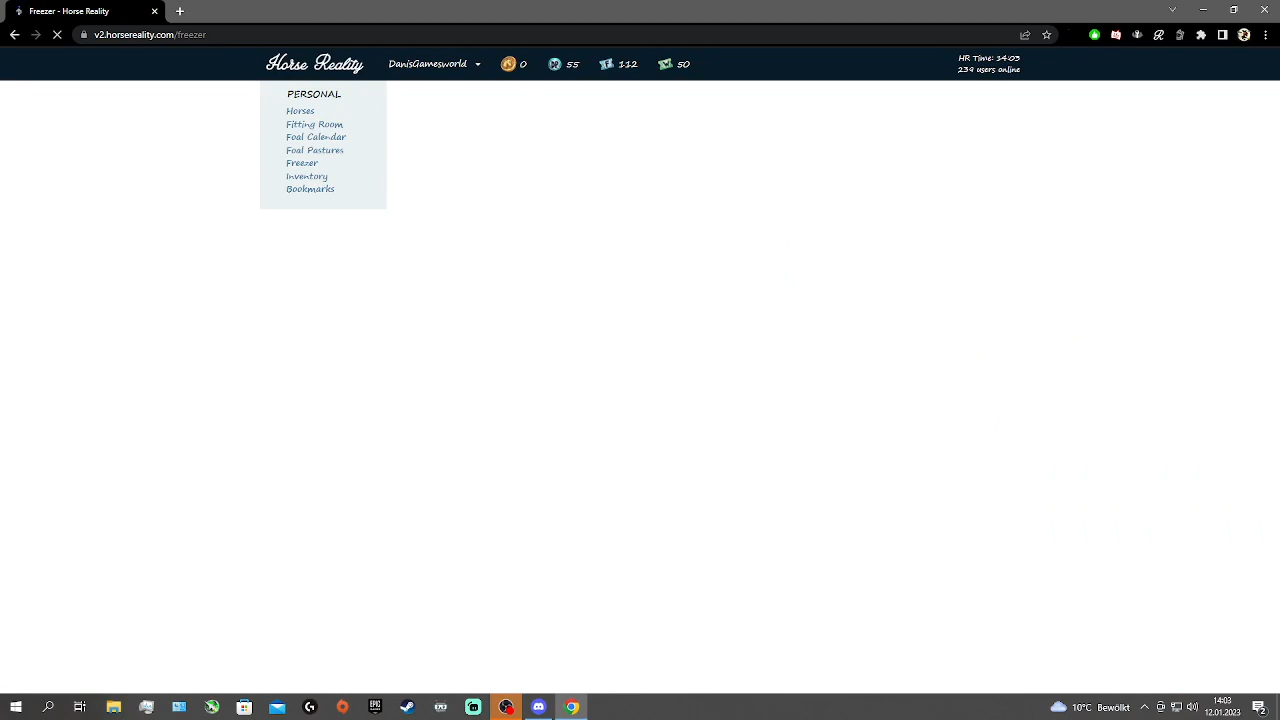 Freezer - Horse Reality
v2.horsereality.com/freezer
Horse Reality
DanisGamesworld
0
55
112
50
HR Time: 14:03
239 users online
PERSONAL
Horses
Fitting Room
Foal Calendar
Foal Pastures
Freezer
Inventory
Bookmarks
EPIC
10°C Bewölkt
14:03
12.01.2023
2